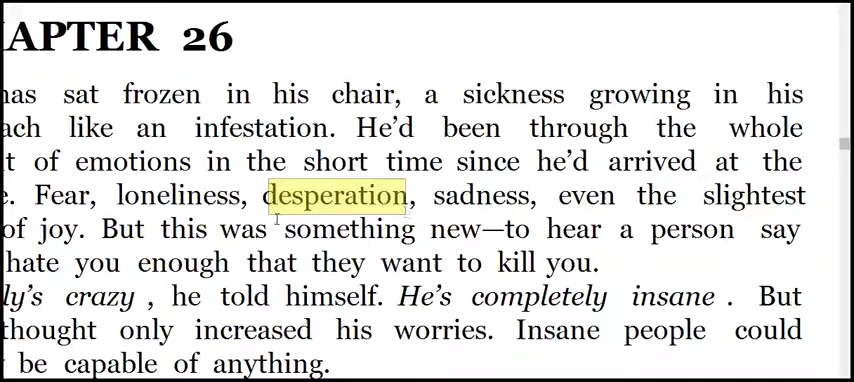 APTER 26
sat frozen in his chair, a sickness growing in his
like an infestation. He’d been through the whole
of emotions in the short time since he’d arrived at the
Fear, loneliness, desperation, sadness, even the slightest
of joy. But this was something new—to hear a person say
hate you enough that they want to kill you.
crazy , he told himself. He’s completely insane . But
thought only increased his worries. Insane people could
be capable of anything.